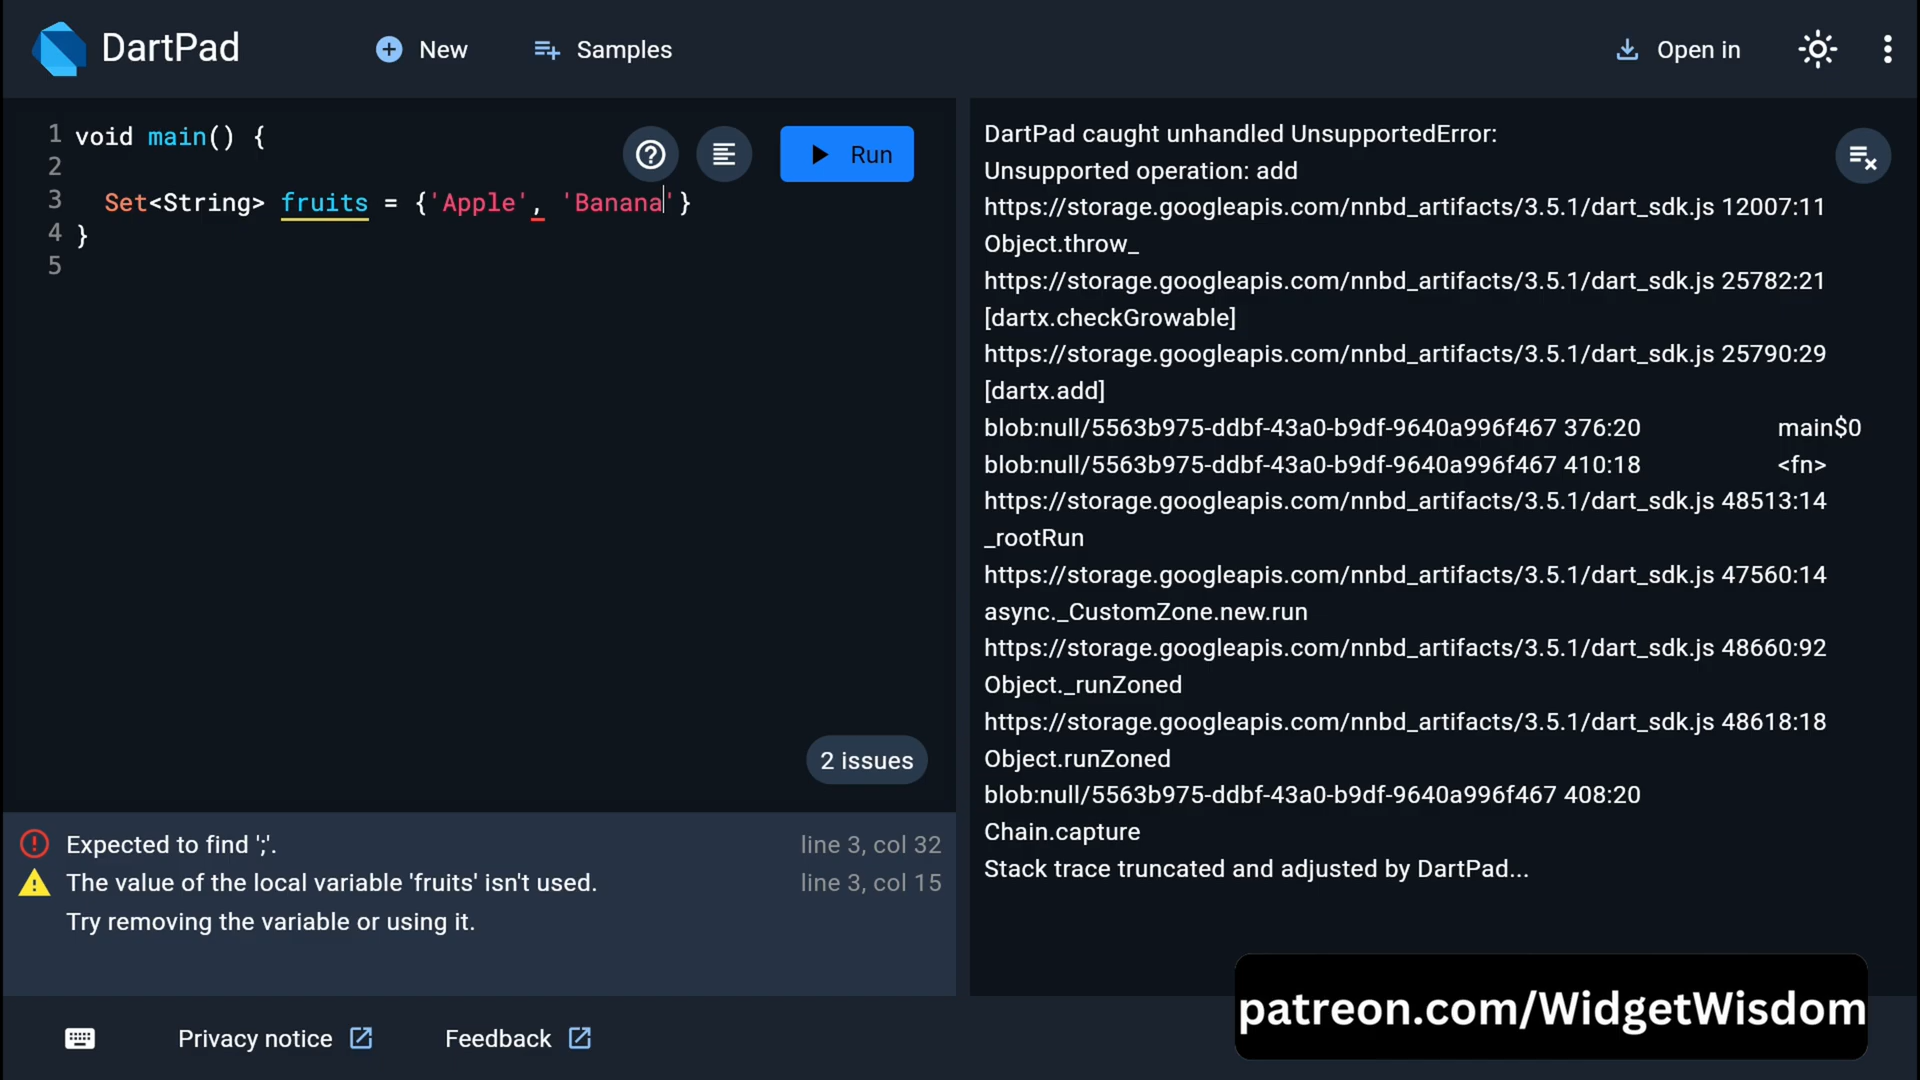 DartPad
New
Samples
Open in
1 void main() {
2
3 Set<String> fruits = {'Apple', 'Banana'}
4 }
5
Run
2 issues
Expected to find ';'. line 3, col 32
The value of the local variable 'fruits' isn't used. line 3, col 15
Try removing the variable or using it.
DartPad caught unhandled UnsupportedError:
Unsupported operation: add
https://storage.googleapis.com/nnbd_artifacts/3.5.1/dart_sdk.js 12007:11
Object.throw_
https://storage.googleapis.com/nnbd_artifacts/3.5.1/dart_sdk.js 25782:21
[dartx.checkGrowable]
https://storage.googleapis.com/nnbd_artifacts/3.5.1/dart_sdk.js 25790:29
[dartx.add]
blob:null/5563b975-ddbf-43a0-b9df-9640a996f467 376:20 main$0
blob:null/5563b975-ddbf-43a0-b9df-9640a996f467 410:18 <fn>
https://storage.googleapis.com/nnbd_artifacts/3.5.1/dart_sdk.js 48513:14
_rootRun
https://storage.googleapis.com/nnbd_artifacts/3.5.1/dart_sdk.js 47560:14
async._CustomZone.new.run
https://storage.googleapis.com/nnbd_artifacts/3.5.1/dart_sdk.js 48660:92
Object._runZoned
https://storage.googleapis.com/nnbd_artifacts/3.5.1/dart_sdk.js 48618:18
Object.runZoned
blob:null/5563b975-ddbf-43a0-b9df-9640a996f467 408:20
Chain.capture
Stack trace truncated and adjusted by DartPad...
Privacy notice
Feedback
patreon.com/WidgetWisdom